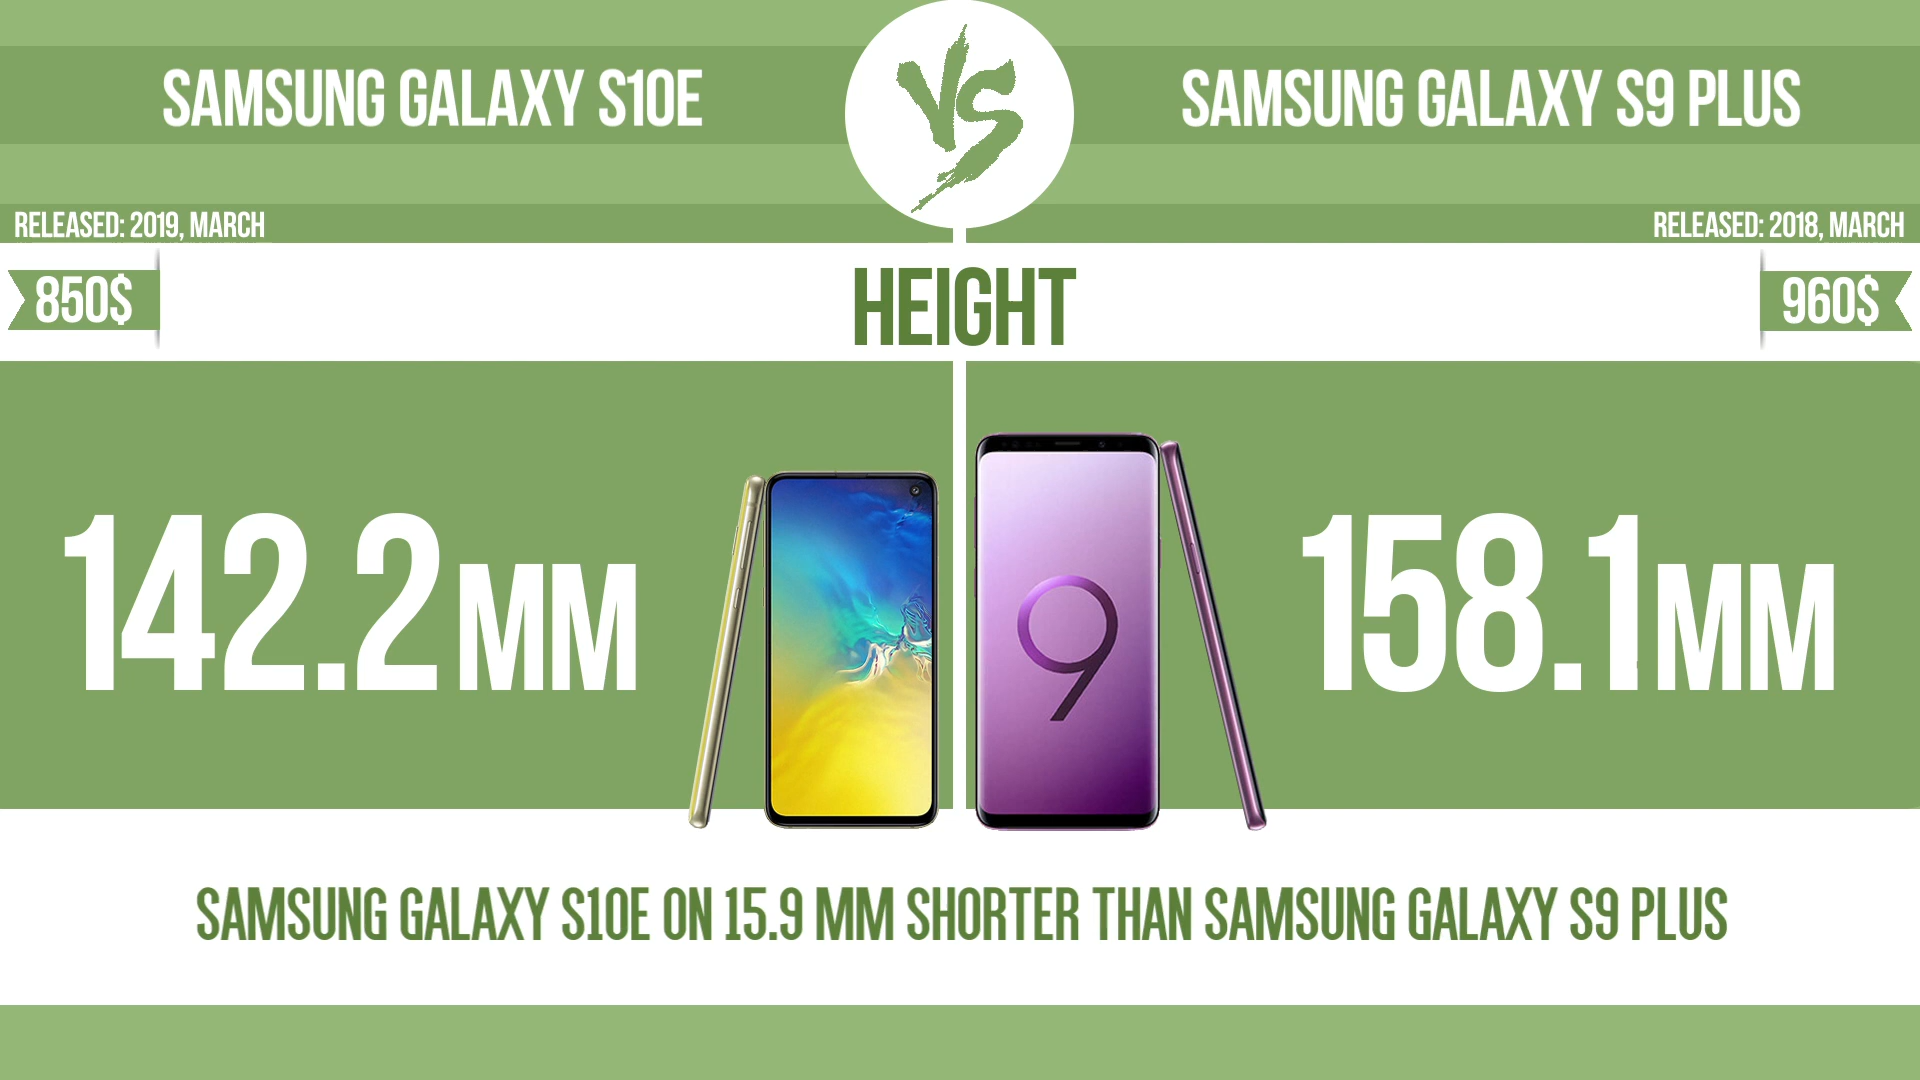 SAMSUNG GALAXY S10E
VS
SAMSUNG GALAXY S9 PLUS
RELEASED: 2019, MARCH
RELEASED: 2018, MARCH
850$
HEIGHT
960$
142.2MM
9
158.1MM
SAMSUNG GALAXY S10E ON 15.9 MM SHORTER THAN SAMSUNG GALAXY S9 PLUS